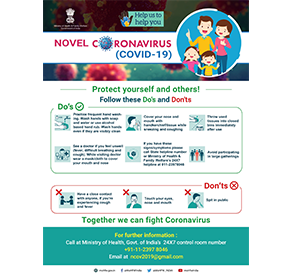 Help us to
help you
NOVEL CORONAVIRUS
(COVID-19)
Protect yourself and others!
Follow these Do's and Don'ts
Do's
Practice frequent hand wash-
ing. Wash hands with soap
and water or use alcohol
based hand rub. Wash hands
even if they are visibly clean
Cover your nose and
mouth with
handkerchief/tissue while
sneezing and coughing
Throw used
tissues into closed
bins immediately
after use
See a doctor if you feel unwell
(fever, difficult breathing and
cough). While visiting doctor
wear a mask/cloth to cover
your mouth and nose
If you have these
signs/symptoms please
call State helpline number
or Ministry of Health &
Family Welfare's 24X7
helpline at 011-23978046
Avoid participating
in large gatherings
Don'ts
Have a close contact
with anyone, if you're
experiencing cough
and fever
Touch your eyes,
nose and mouth
Spit in public
Together we can fight Coronavirus
For further information :
Call at Ministry of Health, Govt. of India's 24X7 control room number
+91-11-2397 8046
Email at ncov2019@gmail.com